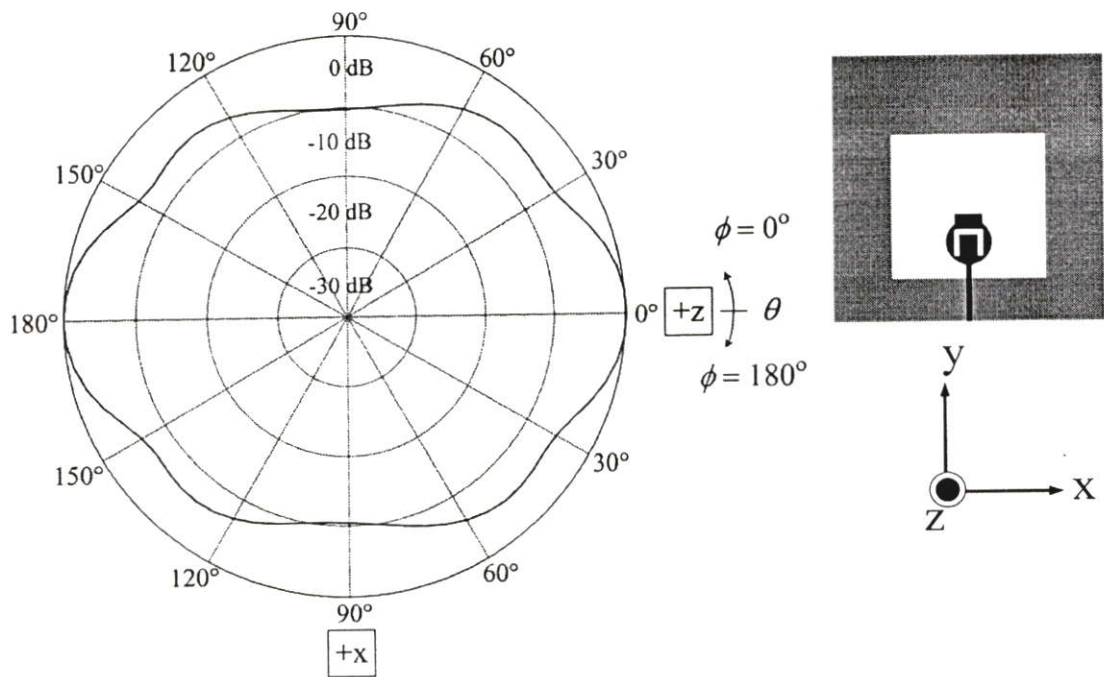 90°
120°
0 dB
60°
-10 dB
150°
30°
-20 dB
ϕ = 0°
-30 dB
180°
0°
+z
θ
ϕ = 180°
y
150°
30°
x
z
120°
60°
90°
+x